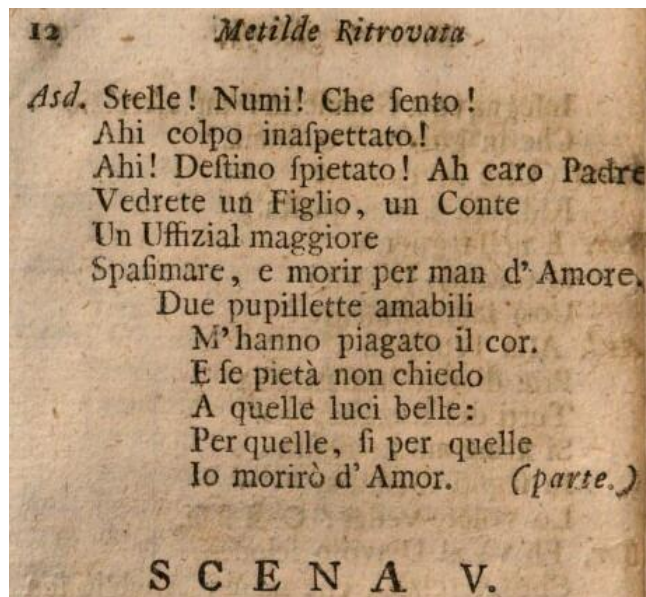 12 Metilde Ritrovata
Asd. Stelle! Numi! Che ſento!
Ahi colpo inaſpettato!
Ahi! Deſtino ſpietato! Ah caro Padre
Vedrete un Figlio, un Conte
Un Uffizial maggiore
Spaſimare, e morir per man d'Amore.
Due pupillette amabili
M'hanno piagato il cor.
E ſe pietà non chiedo
A quelle luci belle:
Per quelle, ſi per quelle
Io morirò d'Amor. (parte.)
SCENA V.